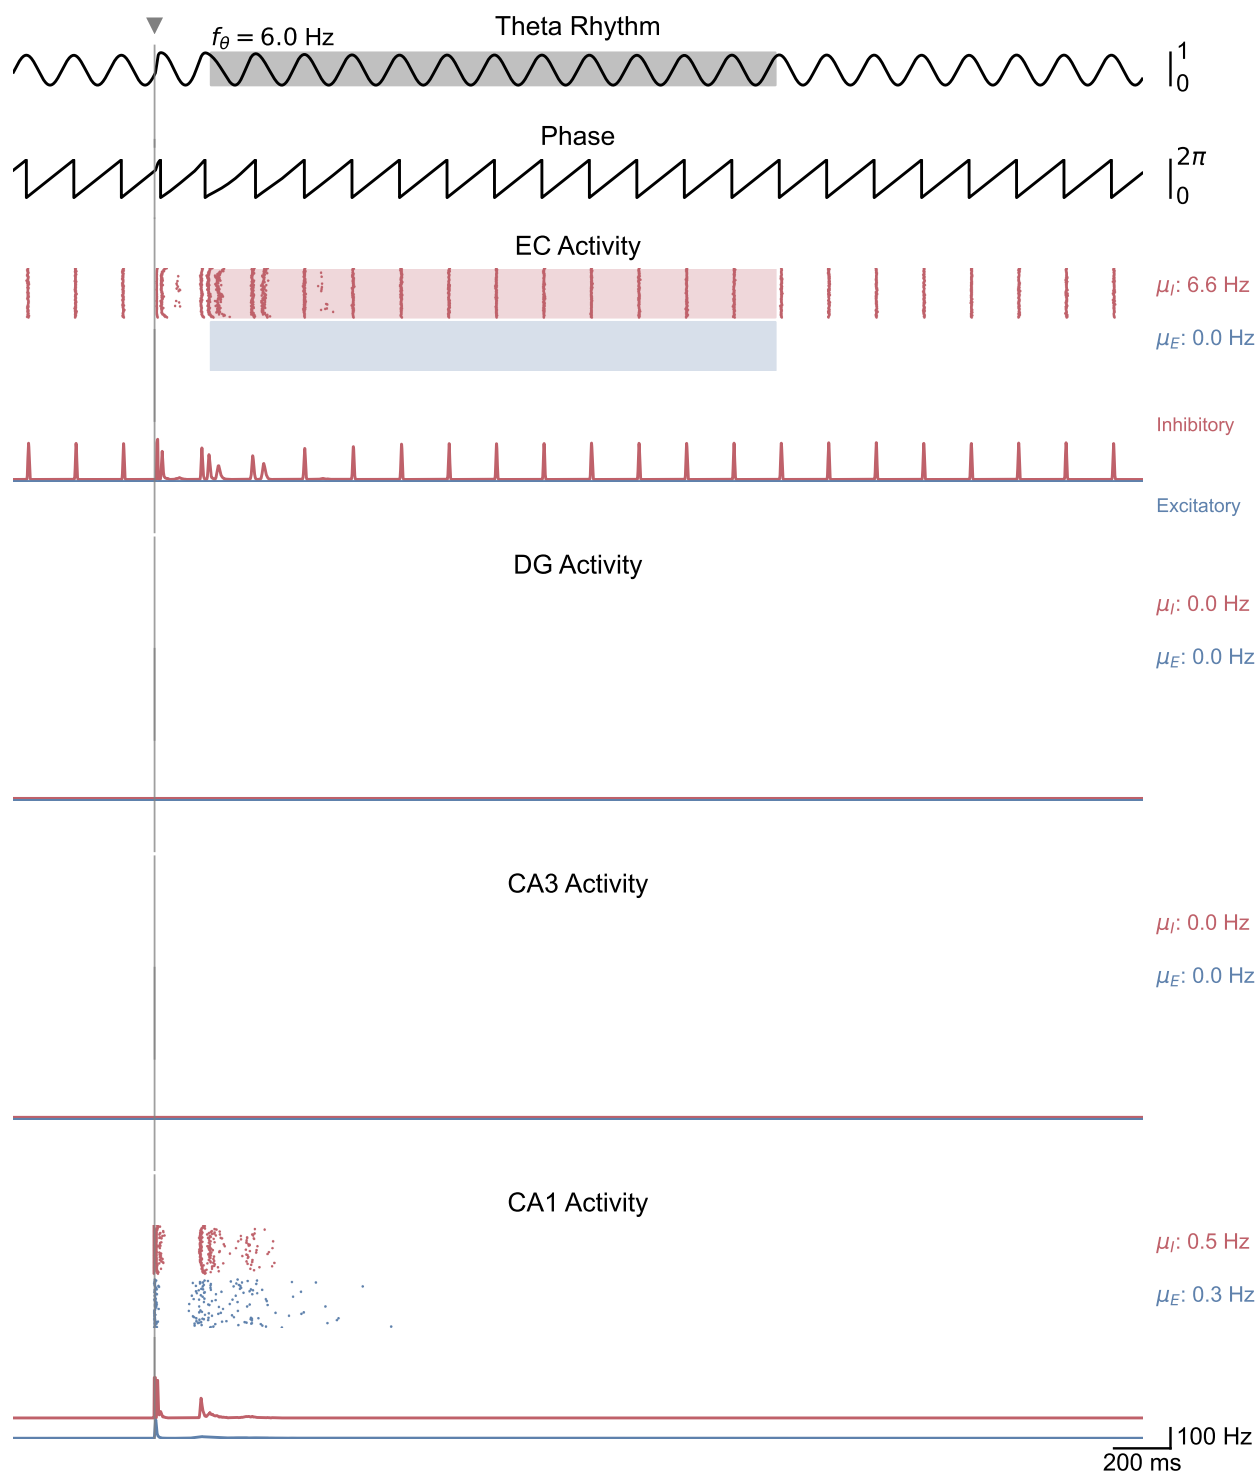 Theta Rhythm
fθ = 6.0 Hz
1
0
Phase
2π
0
EC Activity
μI: 6.6 Hz
μE: 0.0 Hz
Inhibitory
Excitatory
DG Activity
μI: 0.0 Hz
μE: 0.0 Hz
CA3 Activity
μI: 0.0 Hz
μE: 0.0 Hz
CA1 Activity
μI: 0.5 Hz
μE: 0.3 Hz
100 Hz
200 ms